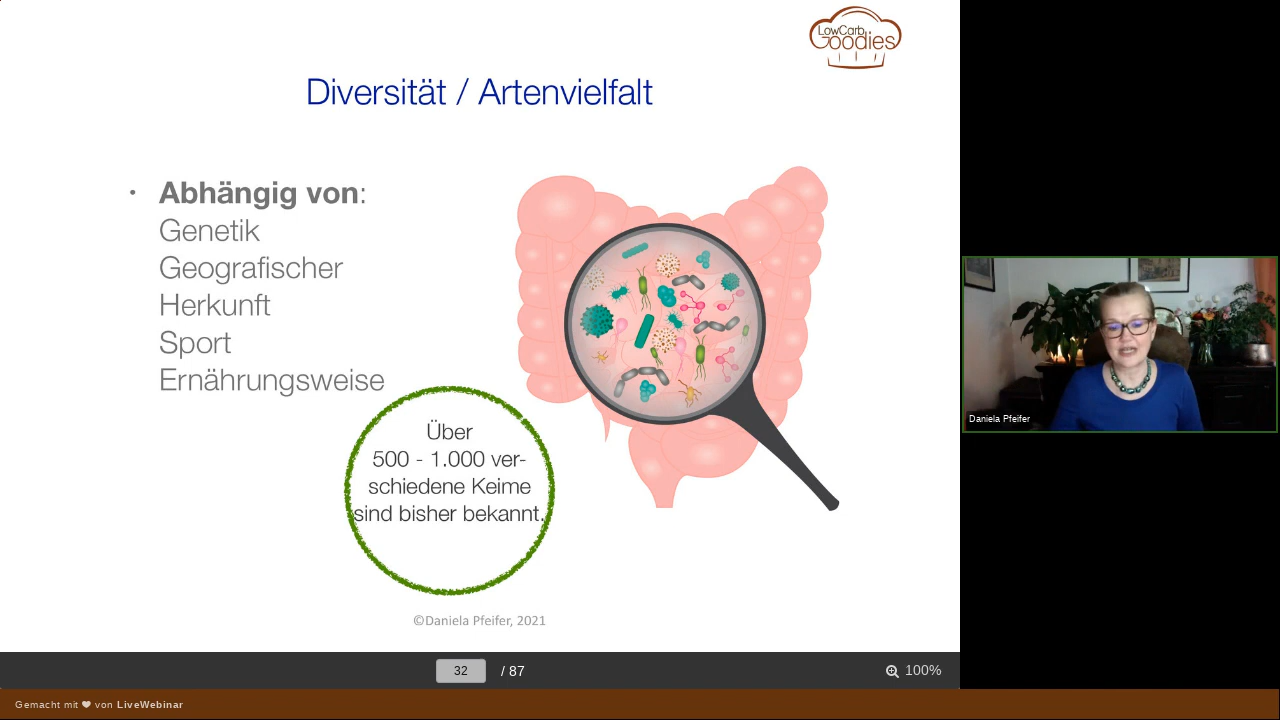 LowCarb
Goodies
Diversität / Artenvielfalt
• Abhängig von:
Genetik
Geografischer
Herkunft
Sport
Ernährungsweise
Über
500 - 1.000 ver-
schiedene Keime
sind bisher bekannt.
©Daniela Pfeifer, 2021
Daniela Pfeifer
32 / 87
100%
Gemacht mit ❤ von LiveWebinar